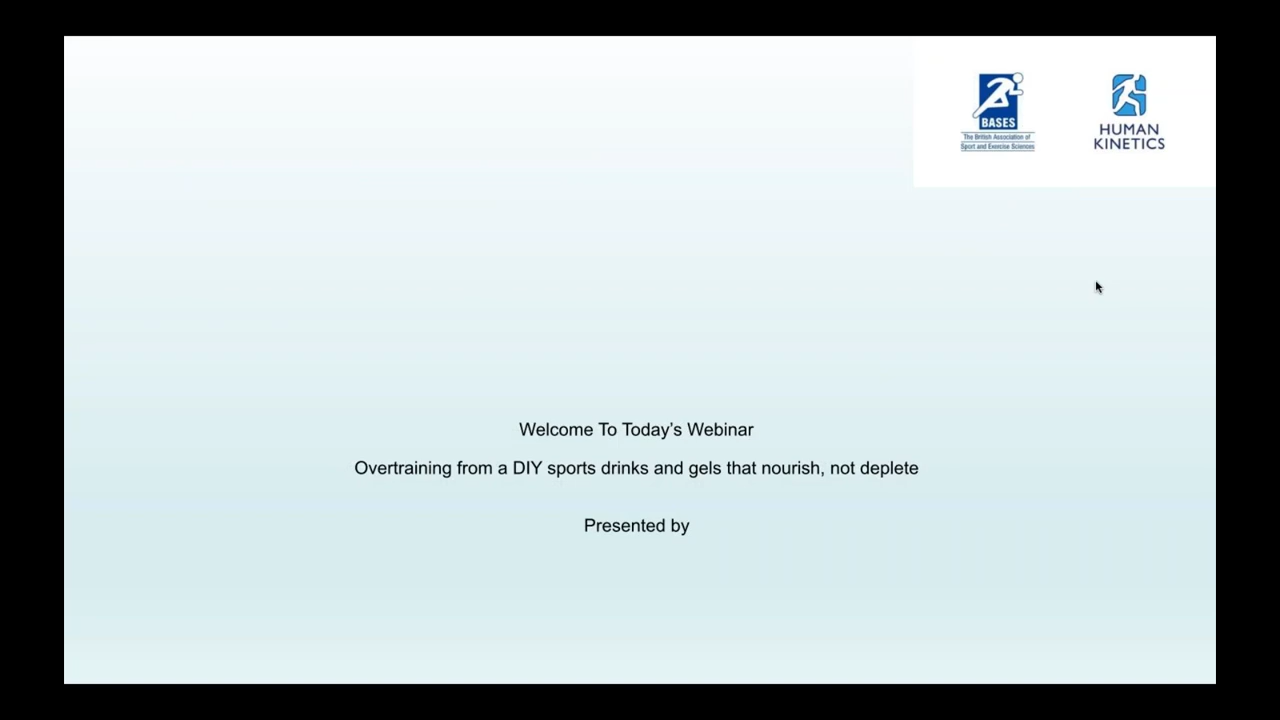 BASES
The British Association of
Sport and Exercise Sciences
HUMAN
KINETICS
Welcome To Today's Webinar
Overtraining from a DIY sports drinks and gels that nourish, not deplete
Presented by